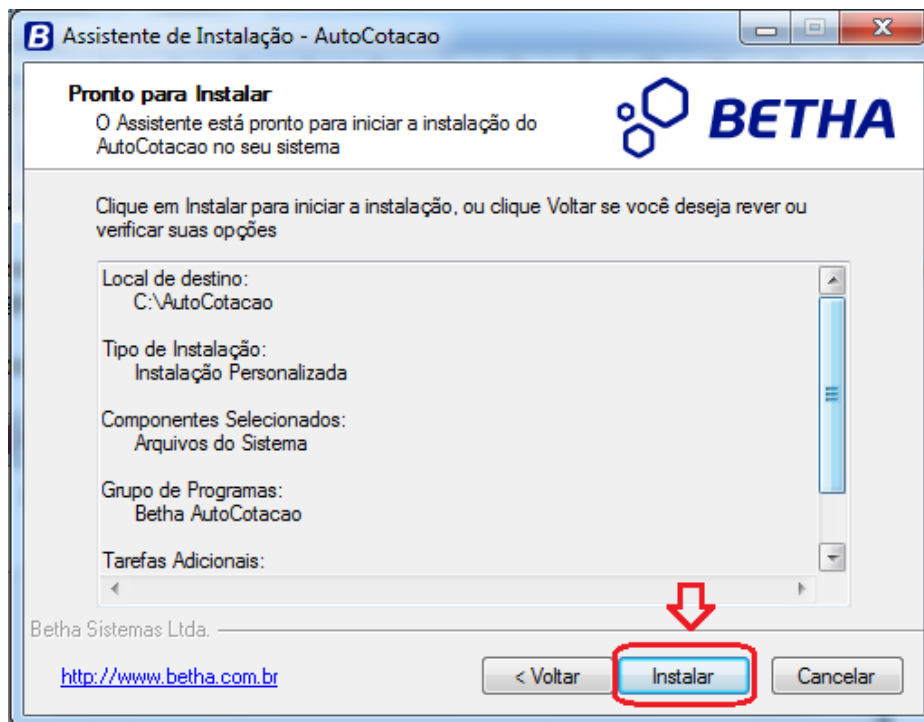 B Assistente de Instalação - AutoCotacao
Pronto para Instalar
O Assistente está pronto para iniciar a instalação do
AutoCotacao no seu sistema
BETHA
Clique em Instalar para iniciar a instalação, ou clique Voltar se você deseja rever ou
verificar suas opções
Local de destino:
C:\AutoCotacao
Tipo de Instalação:
Instalação Personalizada
Componentes Selecionados:
Arquivos do Sistema
Grupo de Programas:
Betha AutoCotacao
Tarefas Adicionais:
Betha Sistemas Ltda.
http://www.betha.com.br
< Voltar
Instalar
Cancelar